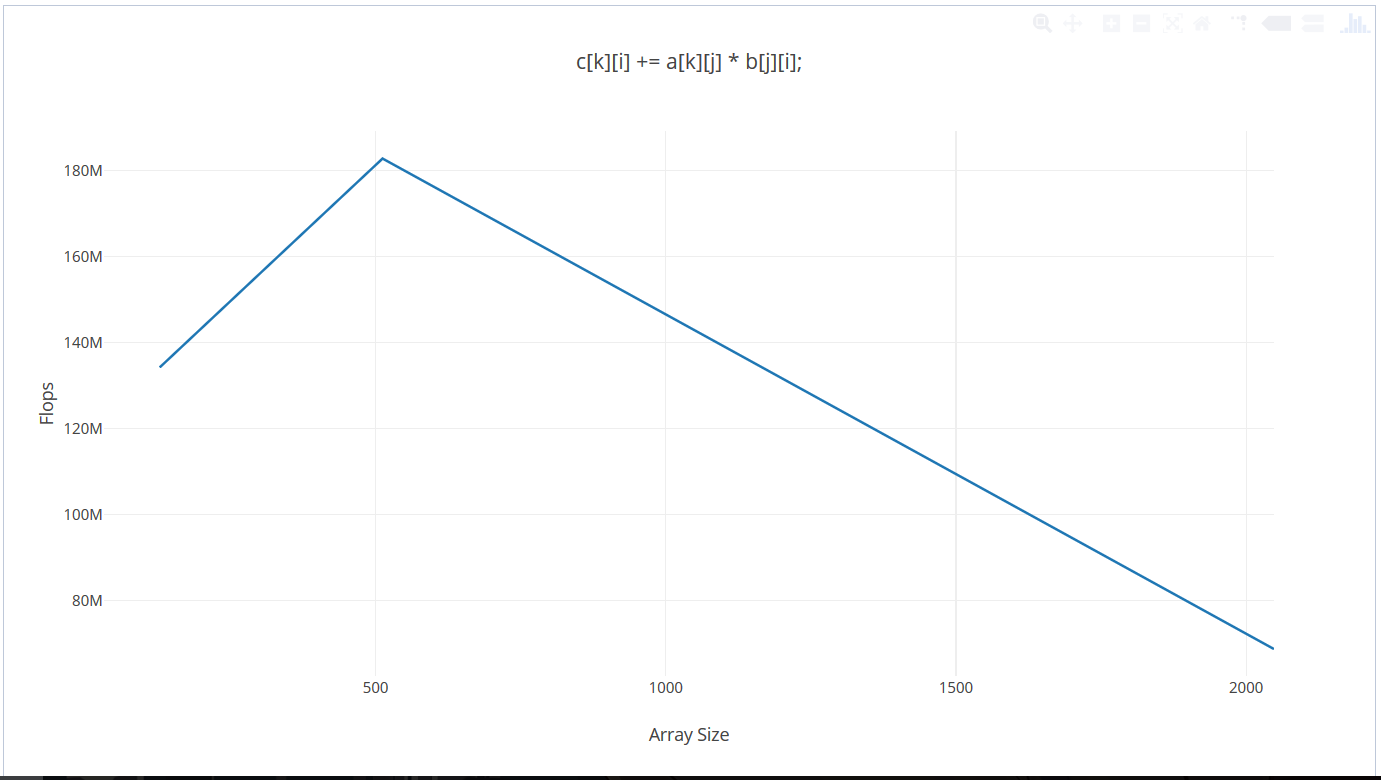 c[k][i] += a[k][j] * b[j][i];
180M
160M
140M
120M
100M
80M
Flops
500 1000 1500 2000
Array Size